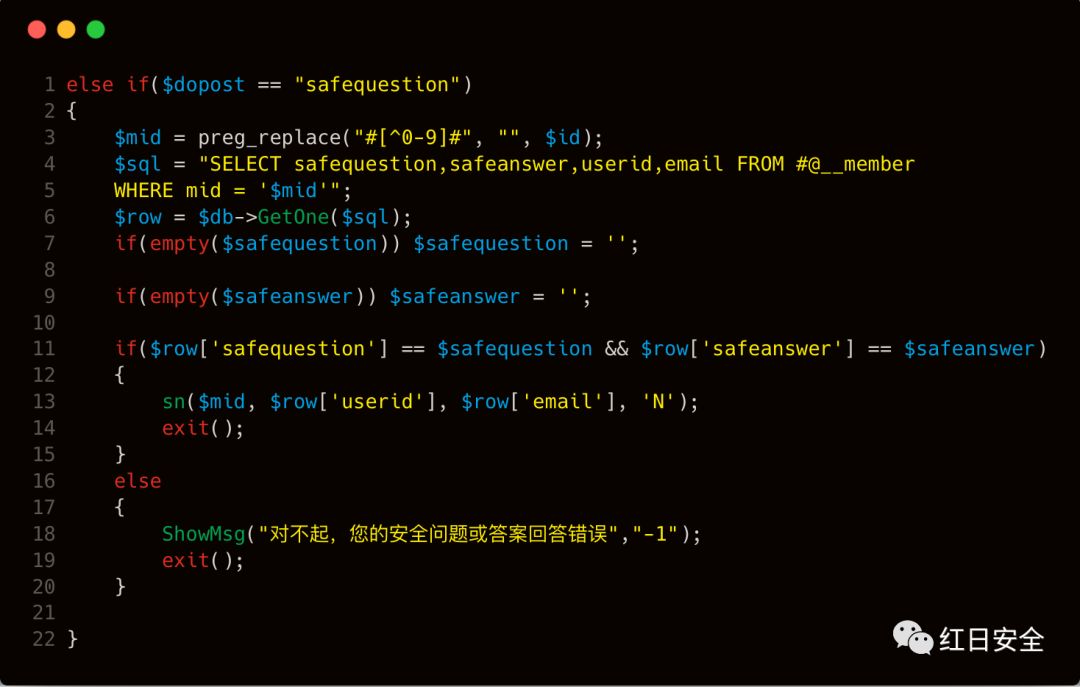 1 else if($dopost == "safequestion")
2 {
3     $mid = preg_replace("#[^0-9]#", "", $id);
4     $sql = "SELECT safequestion,safeanswer,userid,email FROM #@__member
5     WHERE mid = '$mid'";
6     $row = $db->GetOne($sql);
7     if(empty($safequestion)) $safequestion = '';
8
9     if(empty($safeanswer)) $safeanswer = '';
10
11     if($row['safequestion'] == $safequestion && $row['safeanswer'] == $safeanswer)
12     {
13         sn($mid, $row['userid'], $row['email'], 'N');
14         exit();
15     }
16     else
17     {
18         ShowMsg("对不起，您的安全问题或答案回答错误","-1");
19         exit();
20     }
21
22 }
红日安全